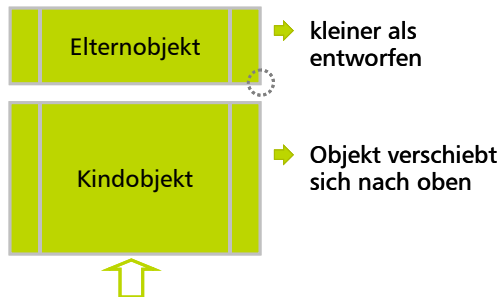 Elternobjekt
kleiner als
entworfen
Kindobjekt
Objekt verschiebt
sich nach oben